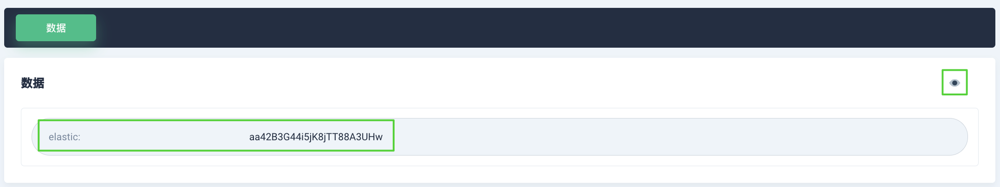 数据
数据
elastic:
aa42B3G44i5jK8jTT88A3UHw